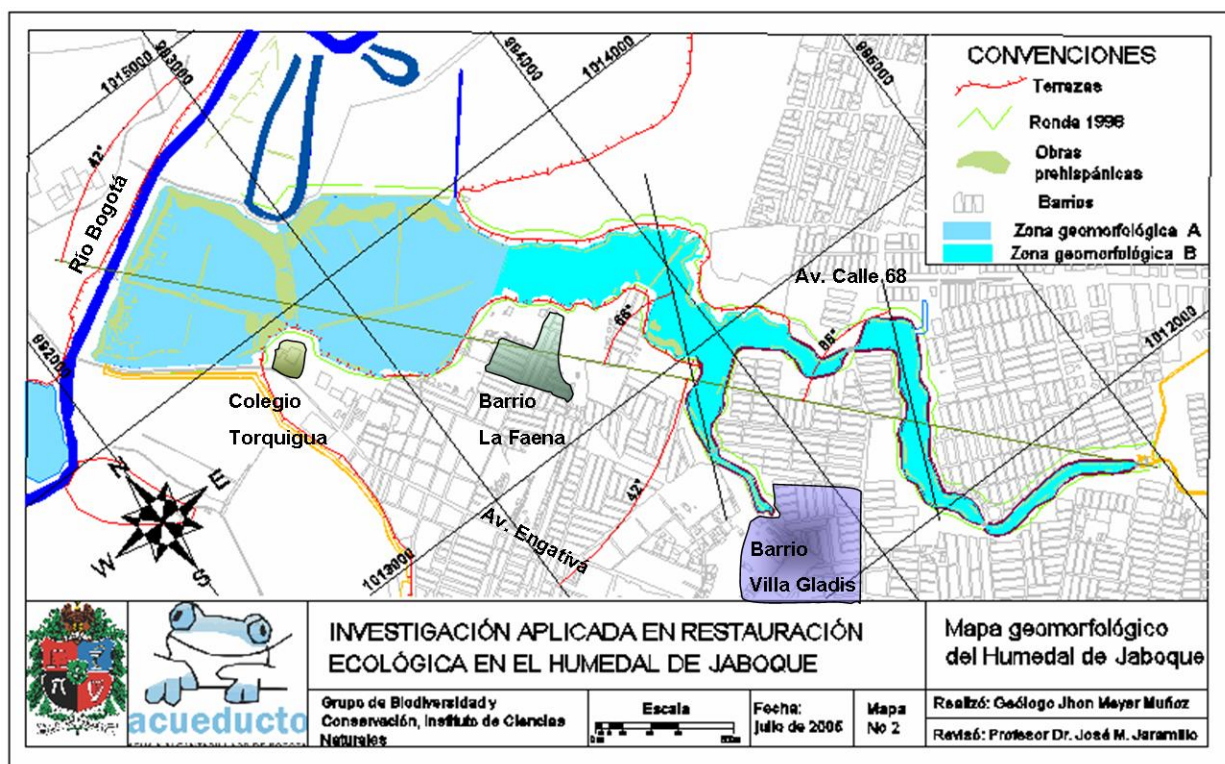 CONVENCIONES
Terrazas
Ronda 1998
Obras
prehispánicas
Barrios
Zona geomorfológica A
Zona geomorfológica B
1015000
993000
994000
1014000
995000
42°
Río Bogotá
Av. Calle 68
66°
1012000
992000
Colegio
Torquigua
Barrio
La Faena
N
E
W
S
42°
Av. Engativá
1013000
Barrio
Villa Gladis
INVESTIGACIÓN APLICADA EN RESTAURACIÓN
ECOLÓGICA EN EL HUMEDAL DE JABOQUE
Mapa geomorfológico
del Humedal de Jaboque
acueducto
Grupo de Biodiversidad y
Conservación, Instituto de Ciencias
Naturales
Escala
Fecha:
julio de 2005
Mapa
No 2
Realizó: Geólogo Jhon Meyer Muñoz
Revisó: Profesor Dr. José M. Jaramillo